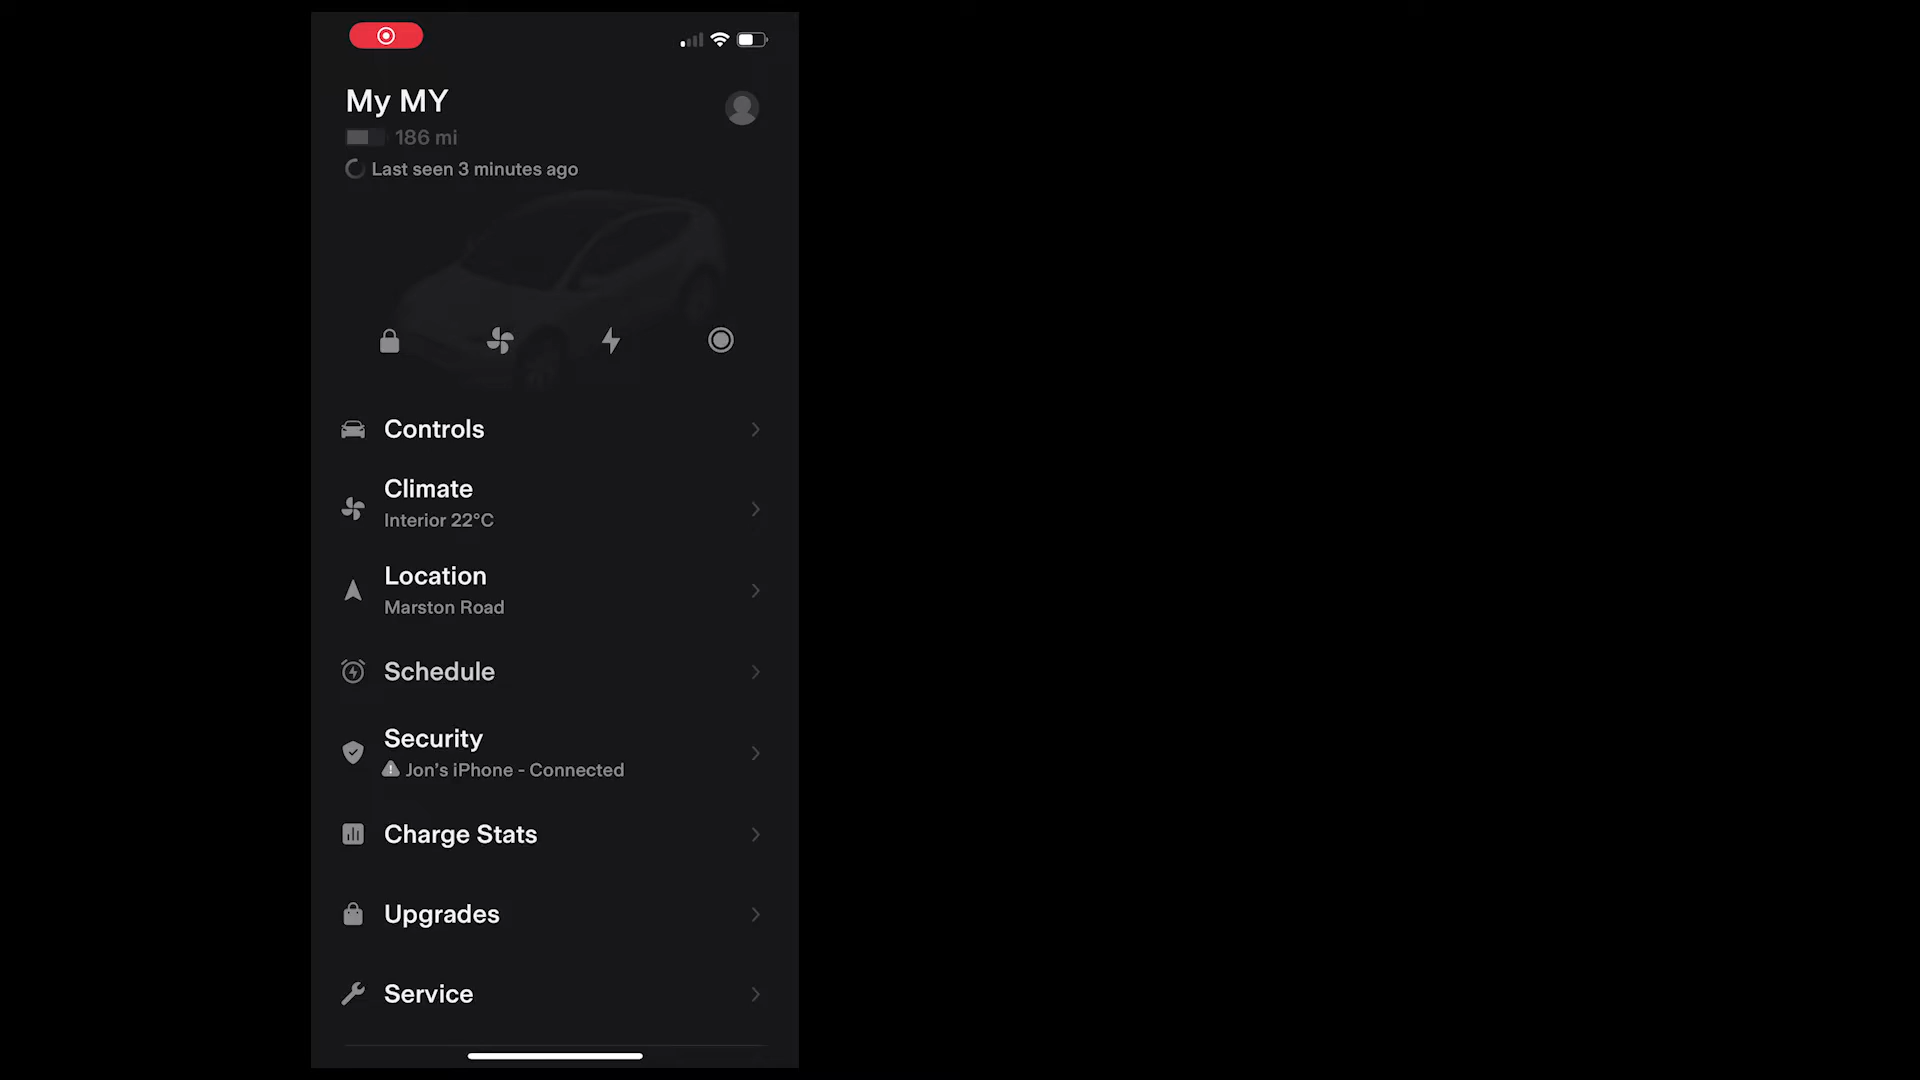 My MY
186 mi
Last seen 3 minutes ago
Controls
Climate
Interior 22°C
Location
Marston Road
Schedule
Security
Jon's iPhone - Connected
Charge Stats
Upgrades
Service